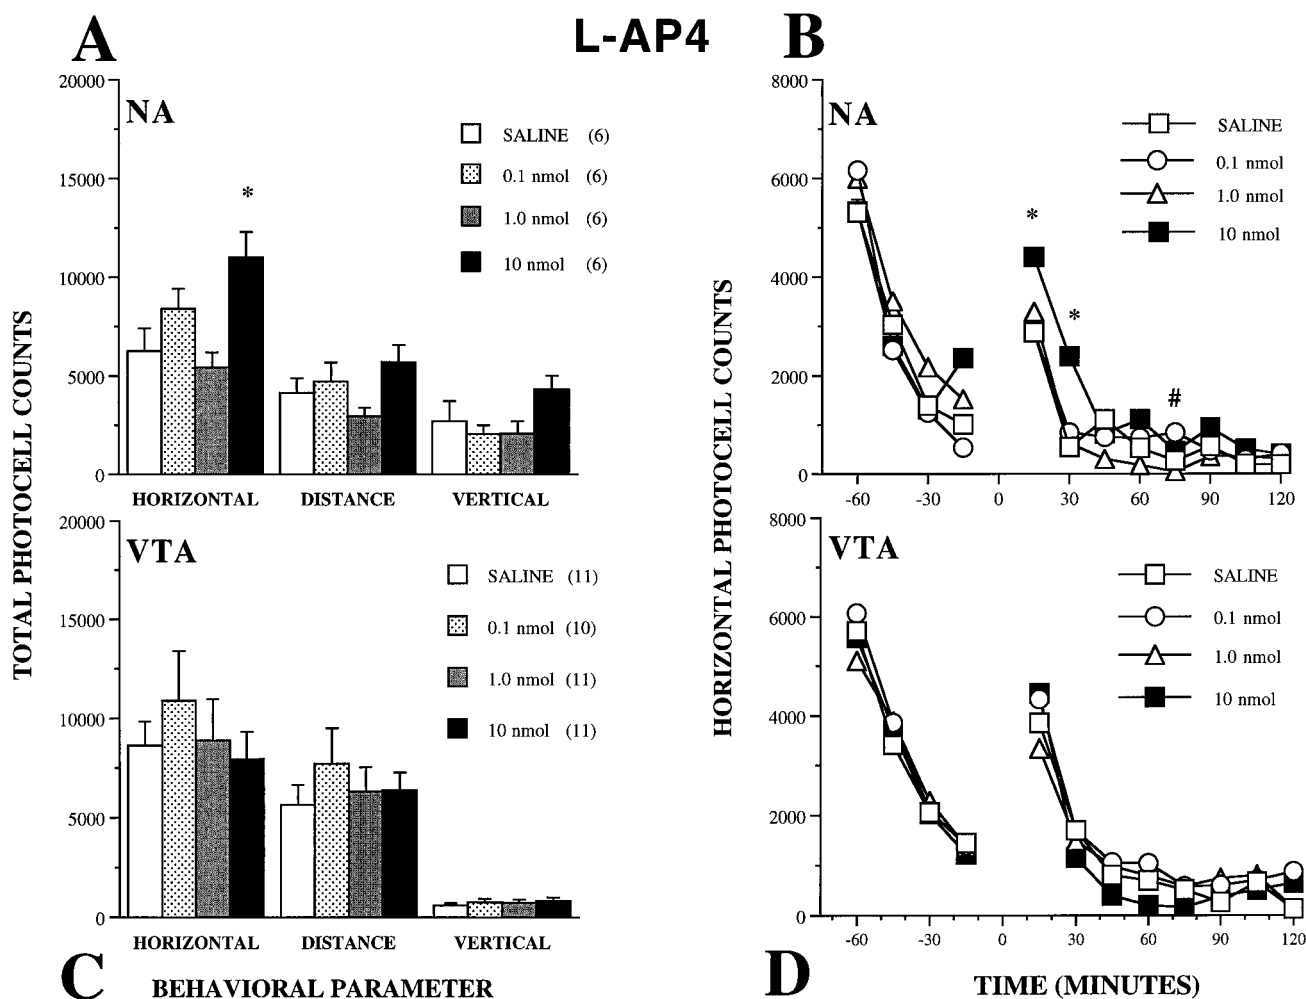 A
L-AP4
B
TOTAL PHOTOCELL COUNTS
20000
15000
10000
5000
0
NA
SALINE (6)
0.1 nmol (6)
1.0 nmol (6)
10 nmol (6)
*
HORIZONTAL DISTANCE VERTICAL
HORIZONTAL PHOTOCELL COUNTS
8000
6000
4000
2000
0
NA
SALINE
0.1 nmol
1.0 nmol
10 nmol
*
*
#
-60 -30 0 30 60 90 120
20000
15000
10000
5000
0
VTA
SALINE (11)
0.1 nmol (10)
1.0 nmol (11)
10 nmol (11)
HORIZONTAL DISTANCE VERTICAL
C
BEHAVIORAL PARAMETER
8000
6000
4000
2000
0
VTA
SALINE
0.1 nmol
1.0 nmol
10 nmol
-60 -30 0 30 60 90 120
D
TIME (MINUTES)